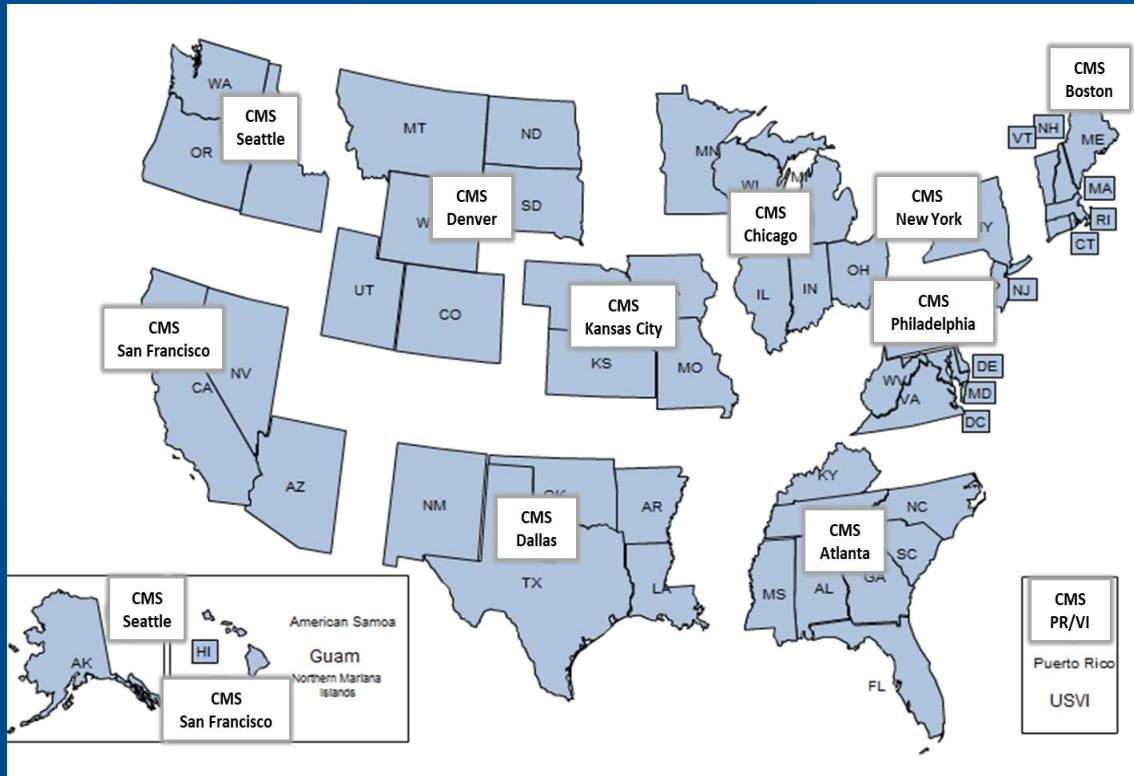 CMS
Boston
WA
CMS
Seattle
OR
MT
ND
SD
CMS
Denver
UT
CO
MN
WI
MI
CMS
Chicago
IL
IN
OH
CMS
New York
NY
VT
NH
ME
MA
RI
CT
NJ
CMS
Philadelphia
WV
VA
DE
MD
DC
CMS
San Francisco
CA
NV
AZ
CMS
Kansas City
KS
MO
NM
OK
AR
CMS
Dallas
TX
LA
KY
NC
CMS
Atlanta
SC
MS
AL
GA
FL
CMS
Seattle
AK
HI
American Samoa
Guam
Northern Mariana
Islands
CMS
San Francisco
CMS
PR/VI
Puerto Rico
USVI